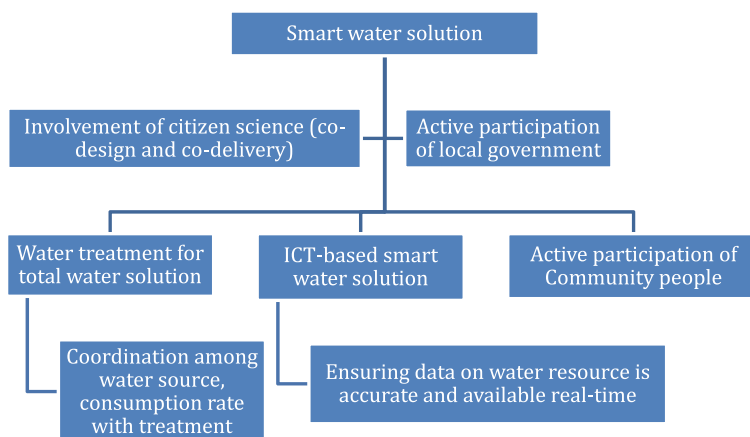 Smart water solution
Involvement of citizen science (co-
design and co-delivery)
Active participation
of local government
Water treatment for
total water solution
ICT-based smart
water solution
Active participation of
Community people
Coordination among
water source,
consumption rate
with treatment
Ensuring data on water resource is
accurate and available real-time